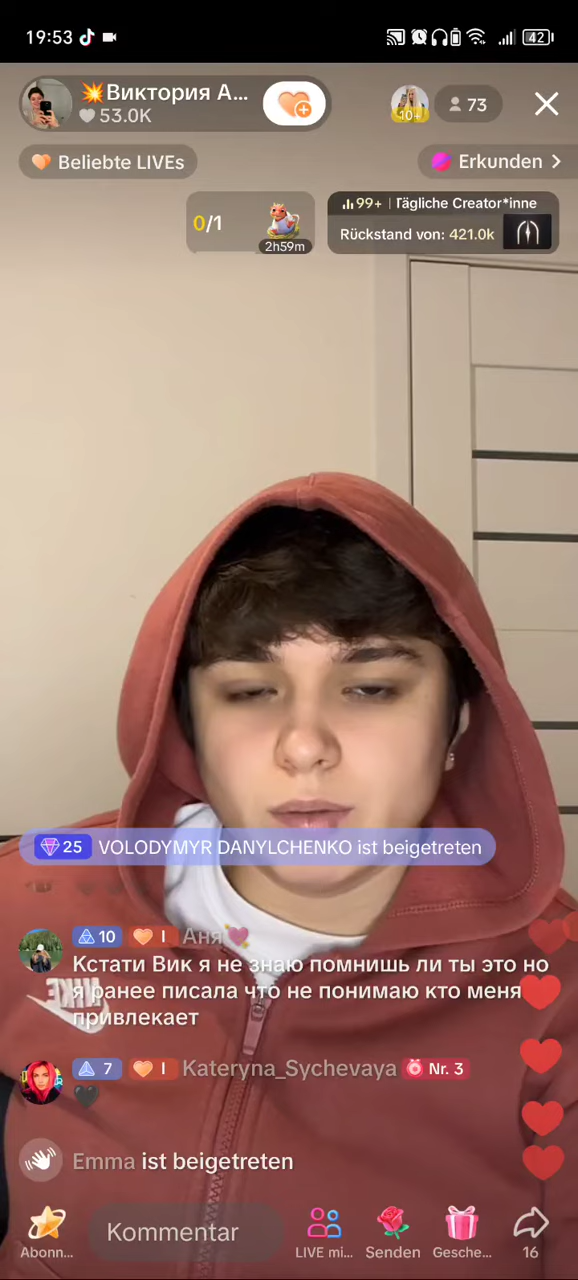 19:53
42
💥Виктория А...
53.0K
10+
73
Beliebte LIVEs
Erkunden
0/1
2h59m
99+ | Tägliche Creator*inne
Rückstand von: 421.0k
25 VOLODYMYR DANYLCHENKO ist beigetreten
10 I Аня
Кстати Вик я не знаю помнишь ли ты это но
я ранее писала что не понимаю кто меня
привлекает
NIKE
7 I Kateryna_Sychevaya Nr. 3
🖤
Emma ist beigetreten
Kommentar
Abonn...
LIVE mi...
Senden
Gesche...
16